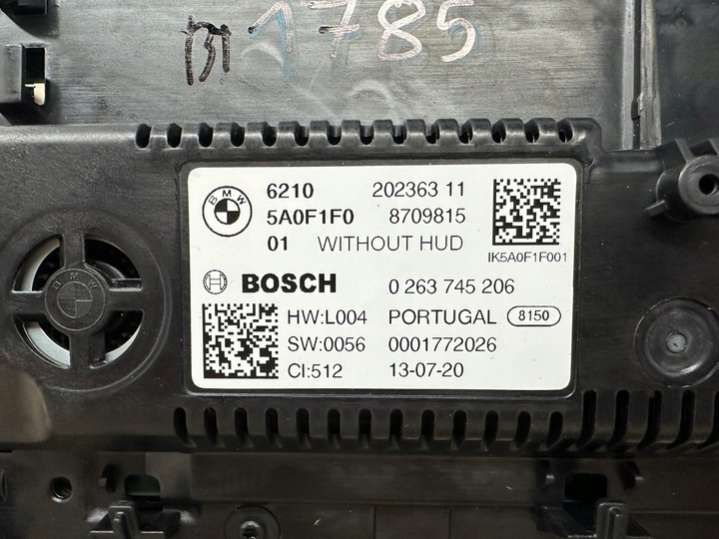 1785
BMW
6210 202363 11
5A0F1F0 8709815
01 WITHOUT HUD
IK5A0F1F001
BOSCH 0 263 745 206
HW:L004 PORTUGAL 8150
SW:0056 0001772026
CI:512 13-07-20